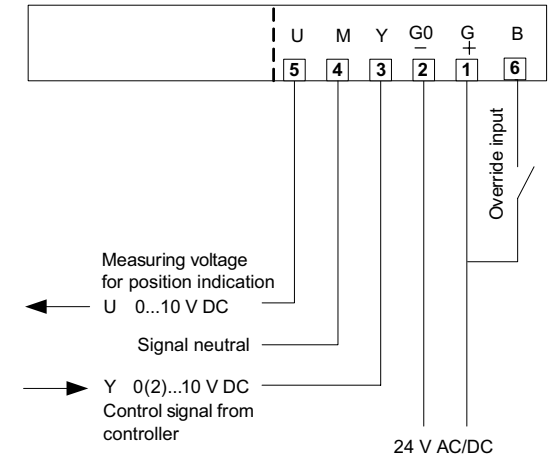 U M Y G0 G B
− +
5 4 3 2 1 6
Override input
Measuring voltage
for position indication
U 0...10 V DC
Signal neutral
Y 0(2)...10 V DC
Control signal from
controller
24 V AC/DC